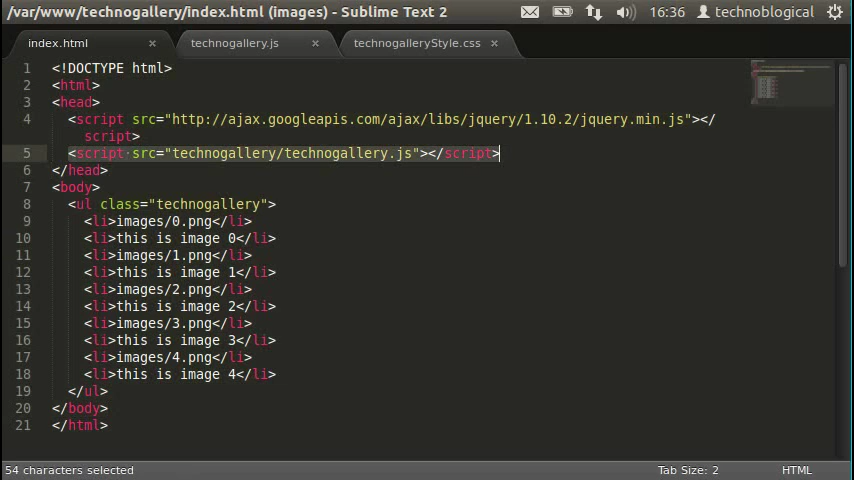 /var/www/technogallery/index.html (images) - Sublime Text 2 16:36 technoblogical
index.html × technogallery.js × technogalleryStyle.css ×
1 <!DOCTYPE html>
2 <html>
3 <head>
4 <script src="http://ajax.googleapis.com/ajax/libs/jquery/1.10.2/jquery.min.js"></
script>
5 <script src="technogallery/technogallery.js"></script>
6 </head>
7 <body>
8 <ul class="technogallery">
9 <li>images/0.png</li>
10 <li>this is image 0</li>
11 <li>images/1.png</li>
12 <li>this is image 1</li>
13 <li>images/2.png</li>
14 <li>this is image 2</li>
15 <li>images/3.png</li>
16 <li>this is image 3</li>
17 <li>images/4.png</li>
18 <li>this is image 4</li>
19 </ul>
20 </body>
21 </html>
54 characters selected Tab Size: 2 HTML